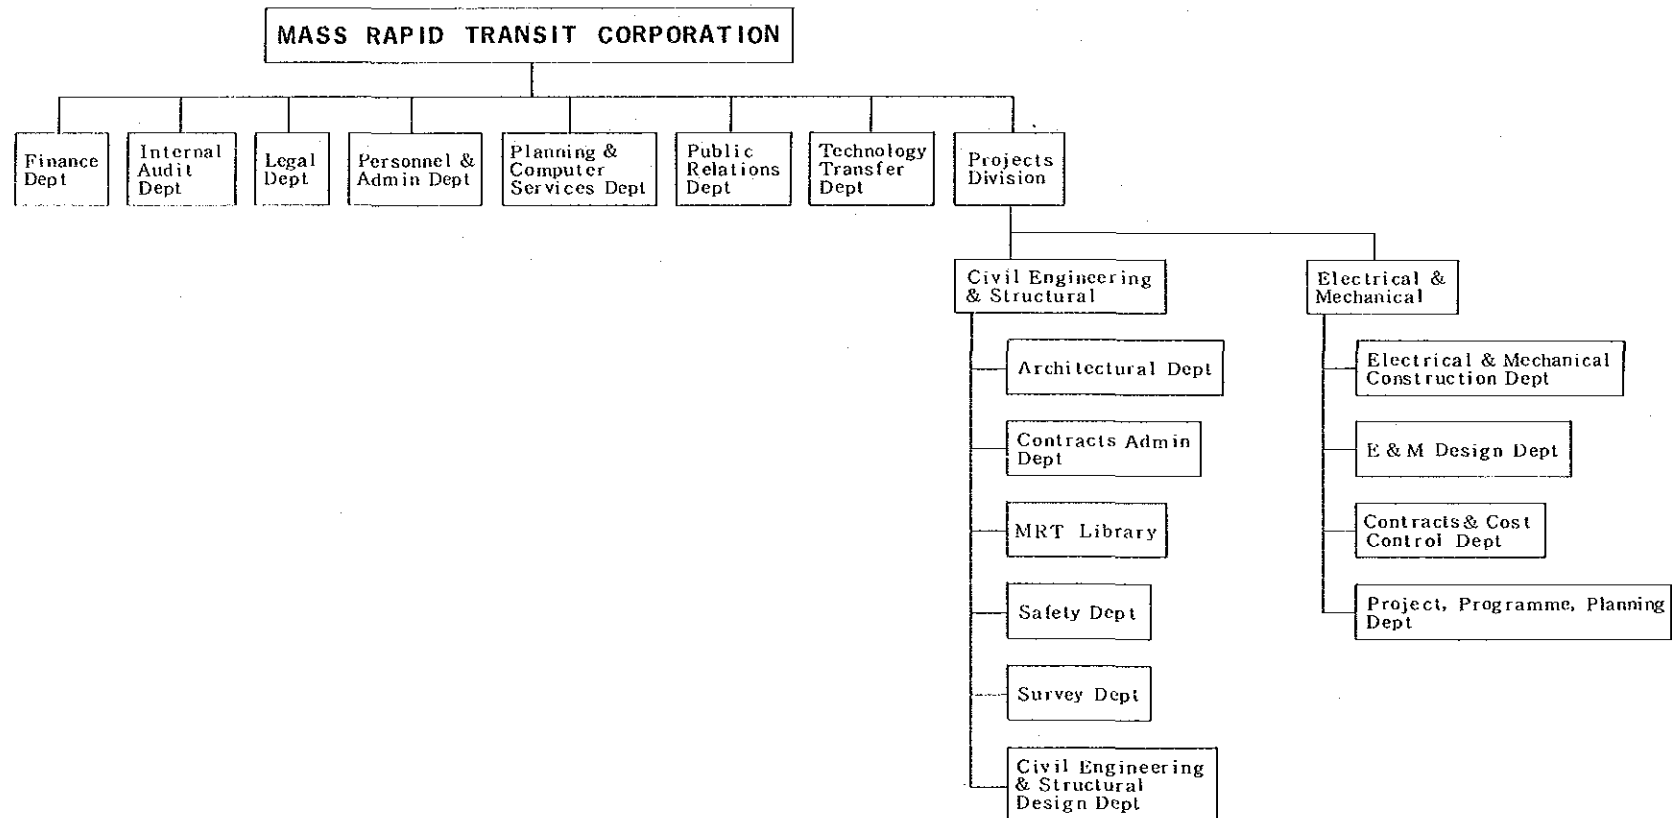 MASS RAPID TRANSIT CORPORATION
Finance
Dept
Internal
Audit
Dept
Legal
Dept
Personnel &
Admin Dept
Planning &
Computer
Services Dept
Public
Relations
Dept
Technology
Transfer
Dept
Projects
Division
Civil Engineering
& Structural
Electrical &
Mechanical
Architectural Dept
Contracts Admin
Dept
MRT Library
Safety Dept
Survey Dept
Civil Engineering
& Structural
Design Dept
Electrical & Mechanical
Construction Dept
E & M Design Dept
Contracts & Cost
Control Dept
Project, Programme, Planning
Dept